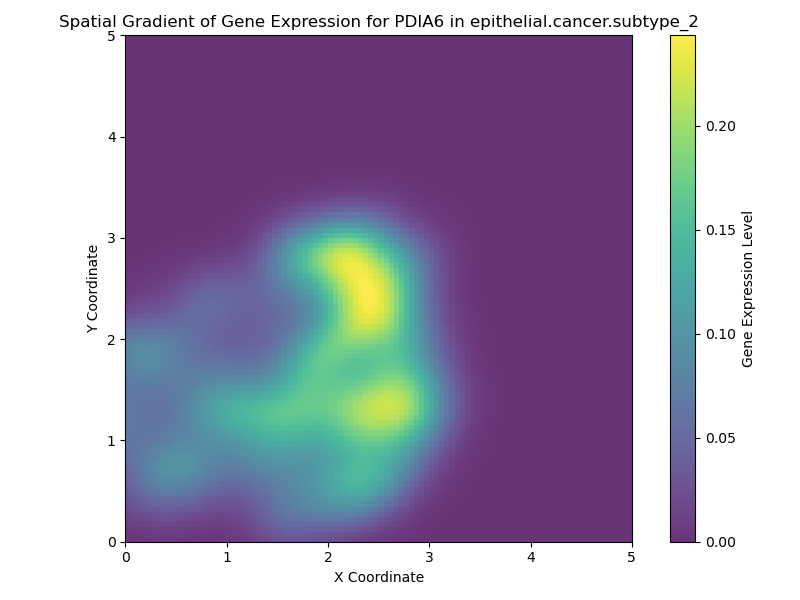 Spatial Gradient of Gene Expression for PDIA6 in epithelial.cancer.subtype_2
5
4
3
2
1
0
Y Coordinate
0 1 2 3 4 5
X Coordinate
0.20
0.15
0.10
0.05
0.00
Gene Expression Level